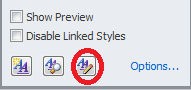 Show Preview
Disable Linked Styles
Options...